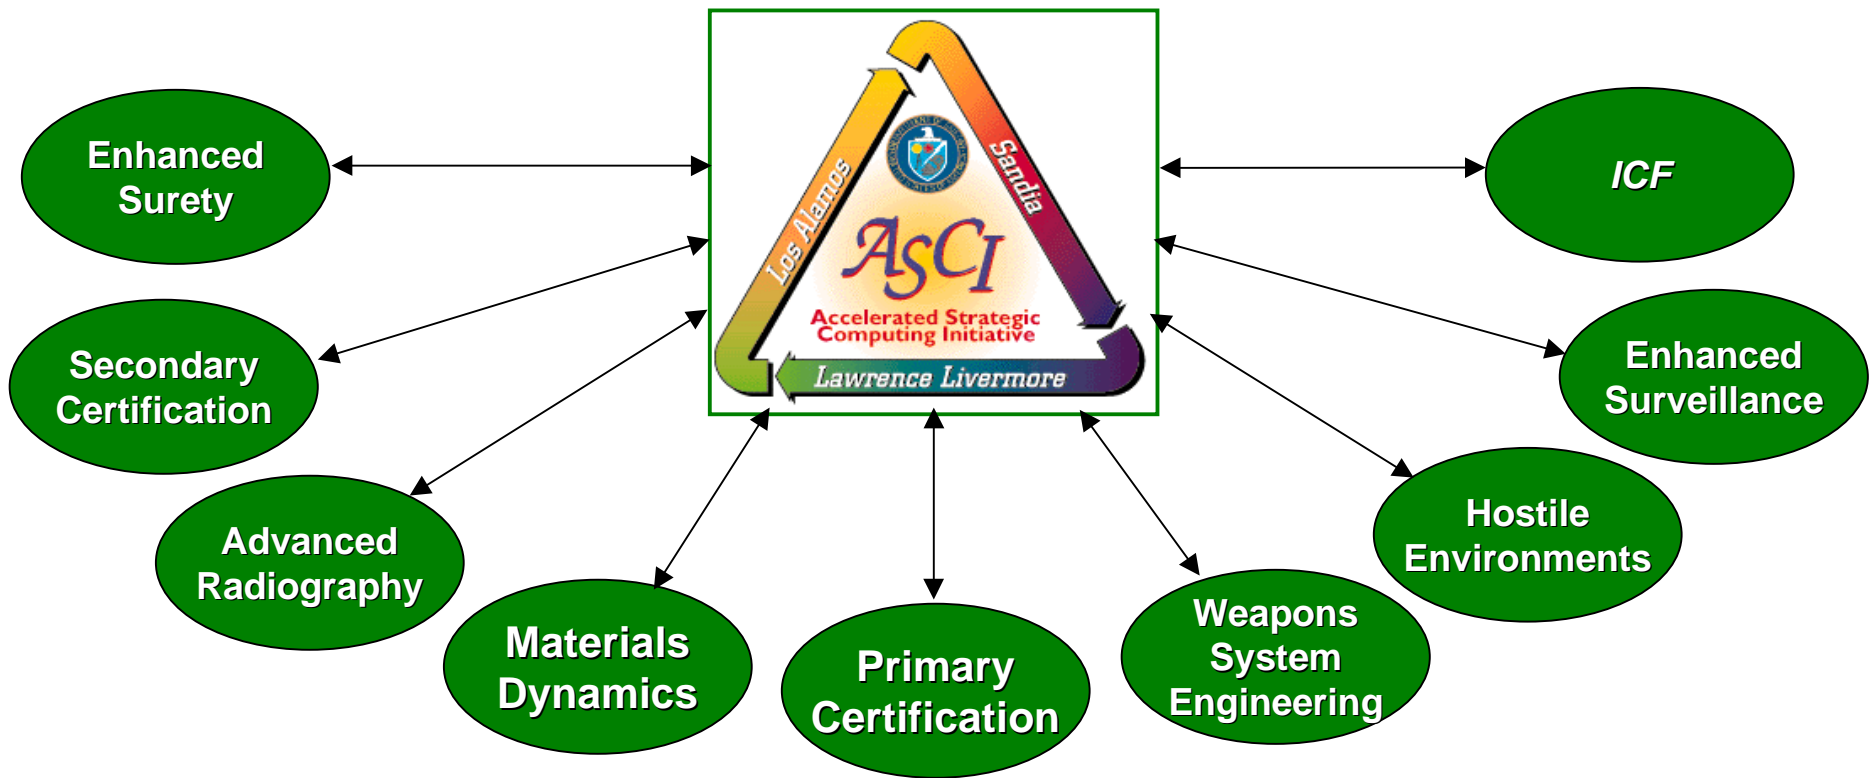 Enhanced
Surety
Secondary
Certification
Advanced
Radiography
Materials
Dynamics
Primary
Certification
Weapons
System
Engineering
Hostile
Environments
Enhanced
Surveillance
ICF
Los Alamos
Sandia
ASCI
Accelerated Strategic
Computing Initiative
Lawrence Livermore